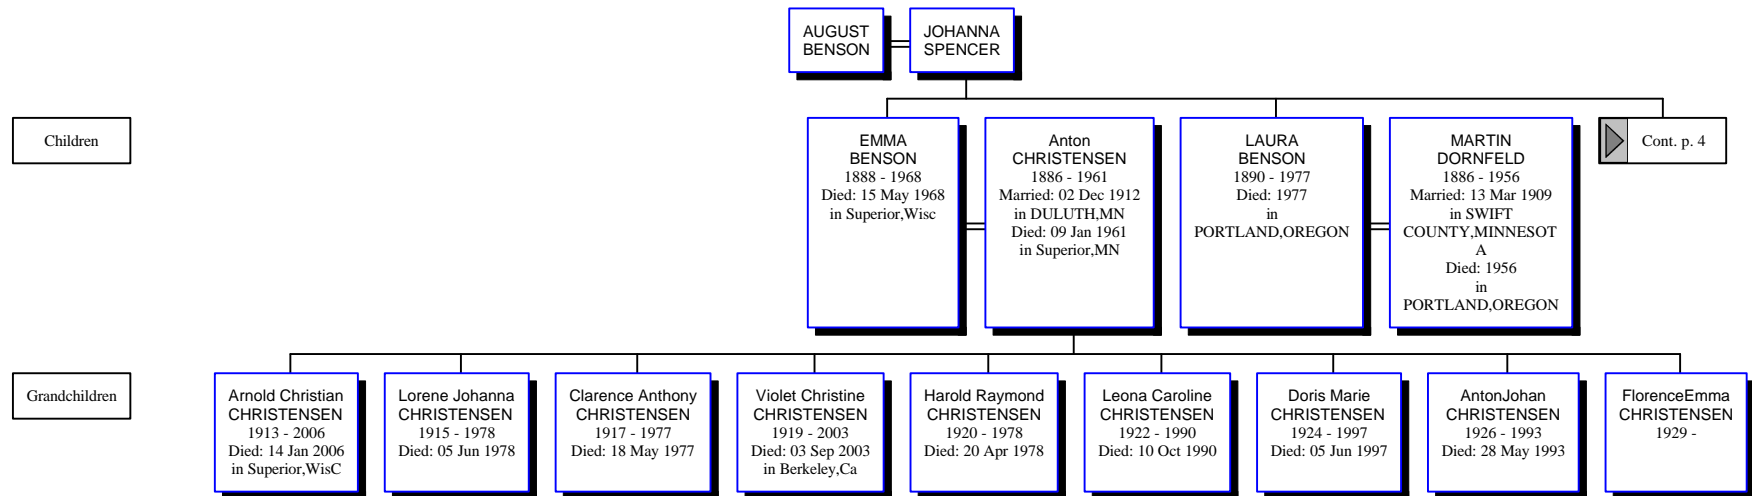 AUGUST
BENSON
JOHANNA
SPENCER
Children
EMMA
BENSON
1888 - 1968
Died: 15 May 1968
in Superior,Wisc
Anton
CHRISTENSEN
1886 - 1961
Married: 02 Dec 1912
in DULUTH,MN
Died: 09 Jan 1961
in Superior,MN
LAURA
BENSON
1890 - 1977
Died: 1977
in
PORTLAND,OREGON
MARTIN
DORNFELD
1886 - 1956
Married: 13 Mar 1909
in SWIFT
COUNTY,MINNESOT
A
Died: 1956
in
PORTLAND,OREGON
Cont. p. 4
Grandchildren
Arnold Christian
CHRISTENSEN
1913 - 2006
Died: 14 Jan 2006
in Superior,WisC
Lorene Johanna
CHRISTENSEN
1915 - 1978
Died: 05 Jun 1978
Clarence Anthony
CHRISTENSEN
1917 - 1977
Died: 18 May 1977
Violet Christine
CHRISTENSEN
1919 - 2003
Died: 03 Sep 2003
in Berkeley,Ca
Harold Raymond
CHRISTENSEN
1920 - 1978
Died: 20 Apr 1978
Leona Caroline
CHRISTENSEN
1922 - 1990
Died: 10 Oct 1990
Doris Marie
CHRISTENSEN
1924 - 1997
Died: 05 Jun 1997
AntonJohan
CHRISTENSEN
1926 - 1993
Died: 28 May 1993
FlorenceEmma
CHRISTENSEN
1929 -